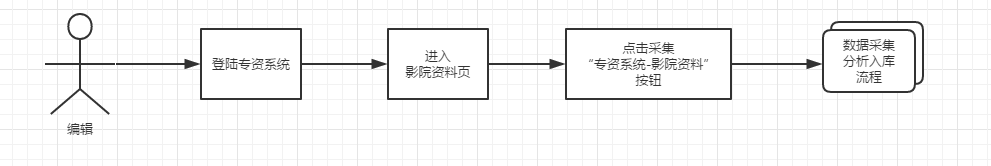 编辑
登陆专资系统
进入
影院资料页
点击采集
“专资系统-影院资料”
按钮
数据采集
分析入库
流程